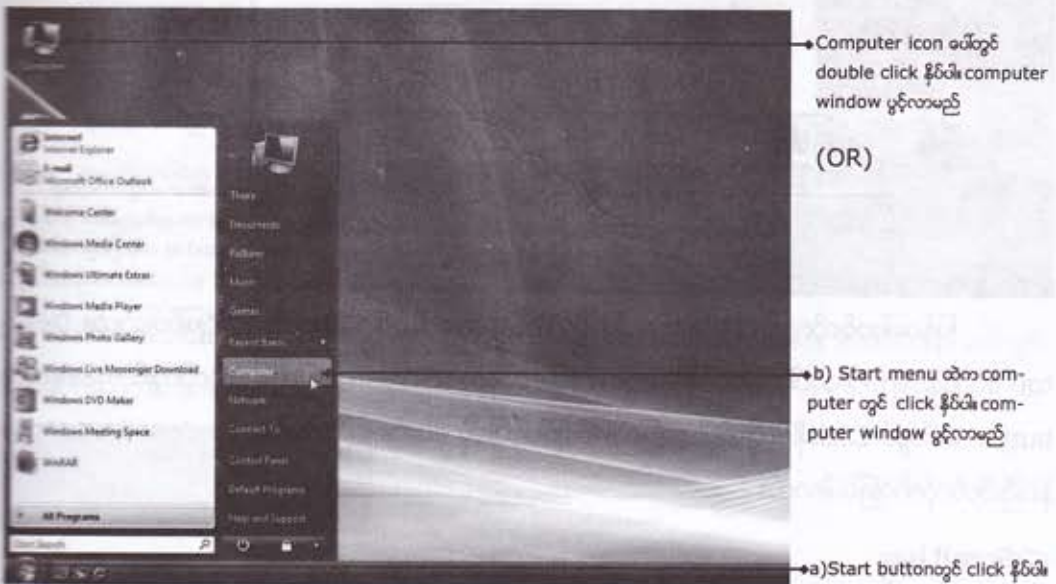 Computer icon ပေါ်တွင်
double click နှိပ်ပါ။ computer
window ပွင့်လာမည်
(OR)
Internet
Internet Explorer
E-mail
Microsoft Office Outlook
Welcome Center
Windows Media Center
Windows Ultimate Extras
Windows Media Player
Windows Photo Gallery
Windows Live Messenger Download
Windows DVD Maker
Windows Meeting Space
WinRAR
All Programs
Start Search
Documents
Pictures
Music
Games
Recent Items
Computer
Network
Connect To
Control Panel
Default Programs
Help and Support
b) Start menu ထဲက com-
puter တွင် click နှိပ်ပါ။ com-
puter window ပွင့်လာမည်
a)Start buttonတွင် click နှိပ်ပါ။